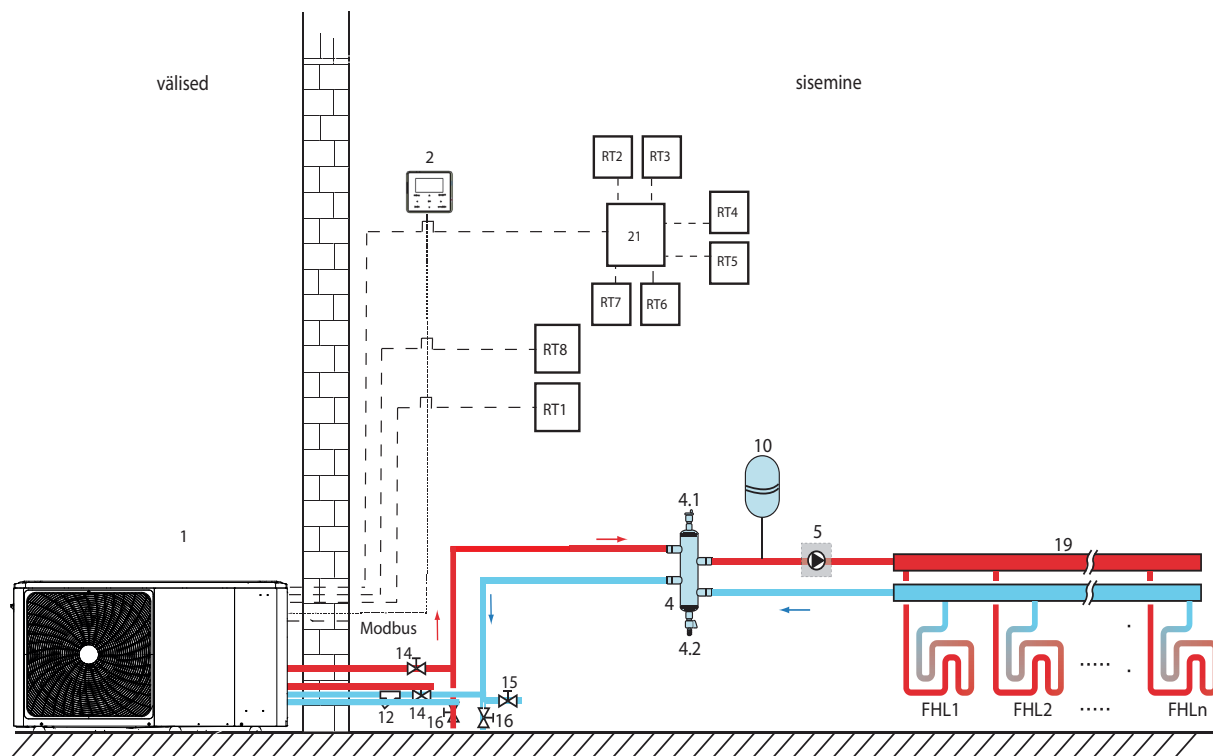 välised
sisemine
2
RT2
RT3
RT4
21
RT5
RT7
RT6
RT8
RT1
10
4.1
1
5
19
4
Modbus
4.2
14
15
12
14
16
16
FHL1
FHL2
.....
.....
FHLn